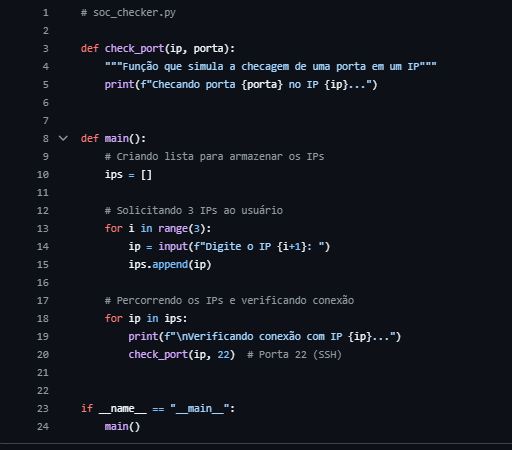 1 # soc_checker.py
2
3 def check_port(ip, porta):
4     """Função que simula a checagem de uma porta em um IP"""
5     print(f"Checando porta {porta} no IP {ip}...")
6
7
8 def main():
9     # Criando lista para armazenar os IPs
10     ips = []
11
12     # Solicitando 3 IPs ao usuário
13     for i in range(3):
14         ip = input(f"Digite o IP {i+1}: ")
15         ips.append(ip)
16
17     # Percorrendo os IPs e verificando conexão
18     for ip in ips:
19         print(f"\nVerificando conexão com IP {ip}...")
20         check_port(ip, 22)  # Porta 22 (SSH)
21
22
23 if __name__ == "__main__":
24     main()